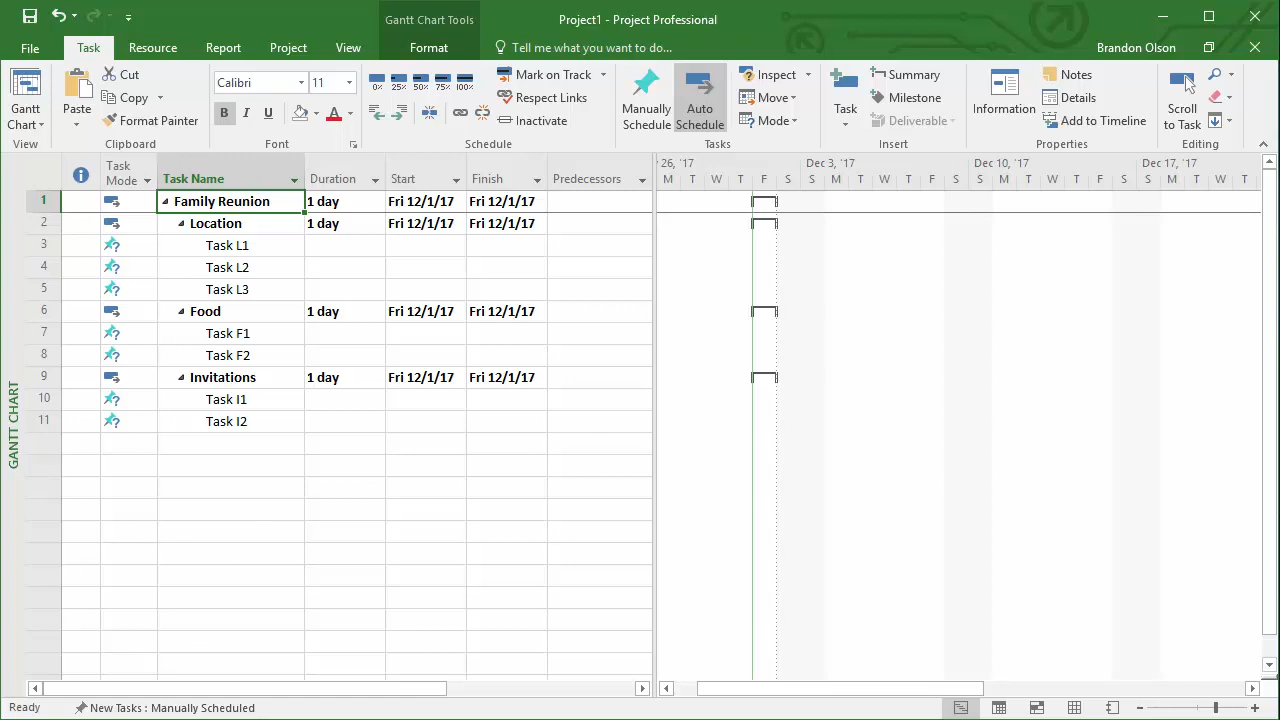 Gantt Chart Tools
Project1 - Project Professional
File
Task
Resource
Report
Project
View
Format
Tell me what you want to do...
Brandon Olson
Gantt
Chart
View
Paste
Cut
Copy
Format Painter
Clipboard
Calibri
11
B I U
A
Font
0% 25% 50% 75% 100%
Mark on Track
Respect Links
Inactivate
Schedule
Manually
Schedule
Auto
Schedule
Inspect
Move
Mode
Tasks
Task
Summary
Milestone
Deliverable
Insert
Information
Notes
Details
Add to Timeline
Properties
Scroll
to Task
Editing
GANTT CHART
Task
Mode
Task Name
Duration
Start
Finish
Predecessors
26, '17
Dec 3, '17
Dec 10, '17
Dec 17, '17
M T W T F S S M T W T F S S M T W T F S S M T W T
1 Family Reunion 1 day Fri 12/1/17 Fri 12/1/17
2 Location 1 day Fri 12/1/17 Fri 12/1/17
3 Task L1
4 Task L2
5 Task L3
6 Food 1 day Fri 12/1/17 Fri 12/1/17
7 Task F1
8 Task F2
9 Invitations 1 day Fri 12/1/17 Fri 12/1/17
10 Task I1
11 Task I2
Ready
New Tasks : Manually Scheduled